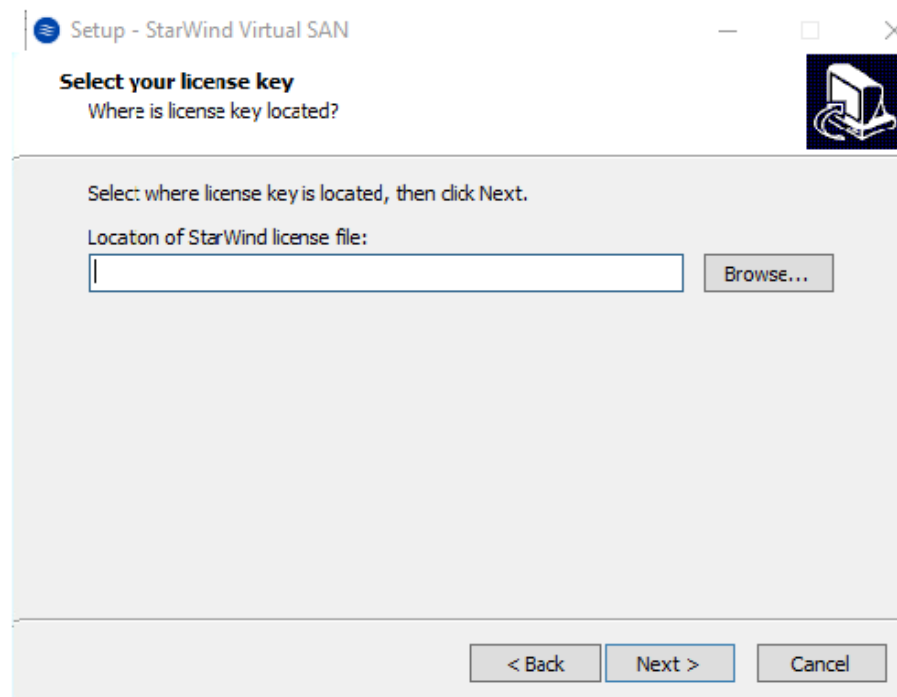 Setup - StarWind Virtual SAN
Select your license key
Where is license key located?
Select where license key is located, then click Next.
Location of StarWind license file:
Browse...
< Back
Next >
Cancel